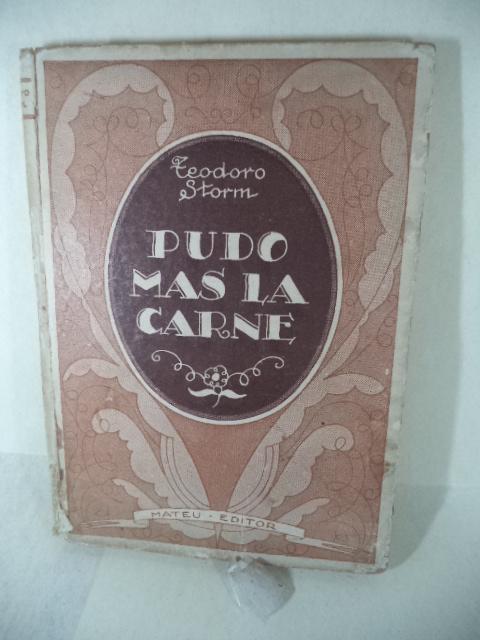 Teodoro
Storm
PUDO
MAS LA
CARNE
MATEU - EDITOR